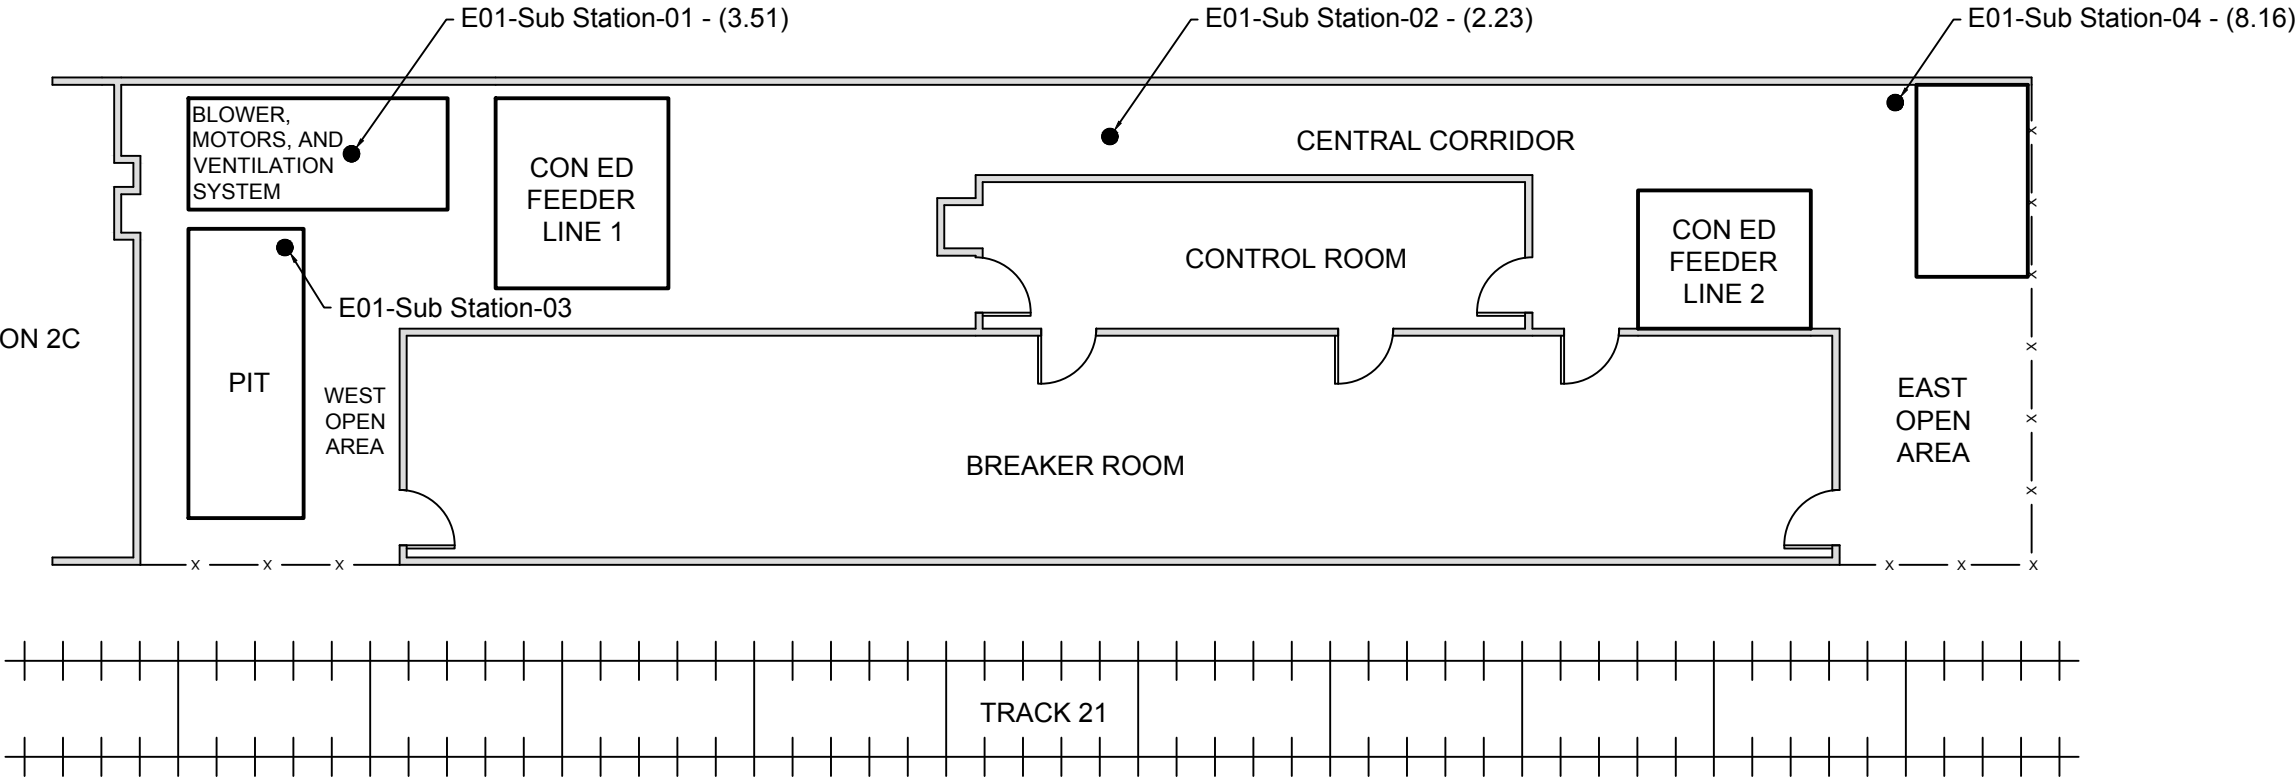 E01-Sub Station-01 - (3.51)
E01-Sub Station-02 - (2.23)
E01-Sub Station-04 - (8.16)
BLOWER,
MOTORS, AND
VENTILATION
SYSTEM
CON ED
FEEDER
LINE 1
CENTRAL CORRIDOR
CONTROL ROOM
CON ED
FEEDER
LINE 2
E01-Sub Station-03
ON 2C
PIT
WEST
OPEN
AREA
BREAKER ROOM
EAST
OPEN
AREA
TRACK 21